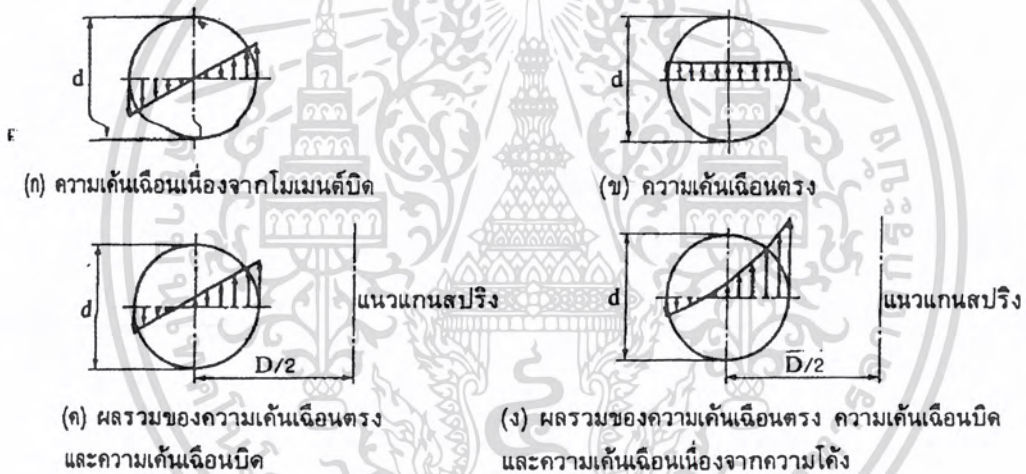 d
d
(ก) ความเค้นเฉือนเนื่องจากโมเมนต์บิด
(ข) ความเค้นเฉือนตรง
d
แนวแกนสปริง
D/2
d
แนวแกนสปริง
D/2
(ค) ผลรวมของความเค้นเฉือนตรง
และความเค้นเฉือนบิด
(ง) ผลรวมของความเค้นเฉือนตรง ความเค้นเฉือนบิด
และความเค้นเฉือนเนื่องจากความโค้ง